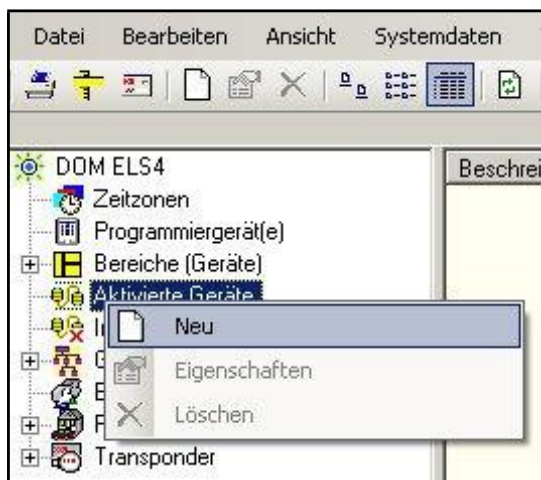 Datei Bearbeiten Ansicht Systemdaten
DOM ELS4
Beschrei
Zeitzonen
Programmiergerät(e)
Bereiche (Geräte)
Aktivierte Geräte
Neu
Eigenschaften
Löschen
Transponder